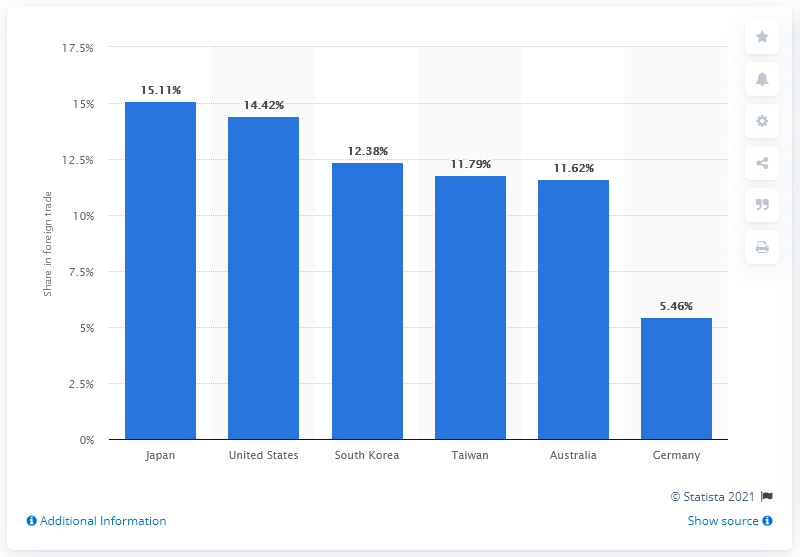 17.5%
15%
12.5%
10%
7.5%
5%
2.5%
0%
Share in foreign trade
15.11%
14.42%
12.38%
11.79%
11.62%
5.46%
Japan
United States
South Korea
Taiwan
Australia
Germany
© Statista 2021
Additional Information
Show source